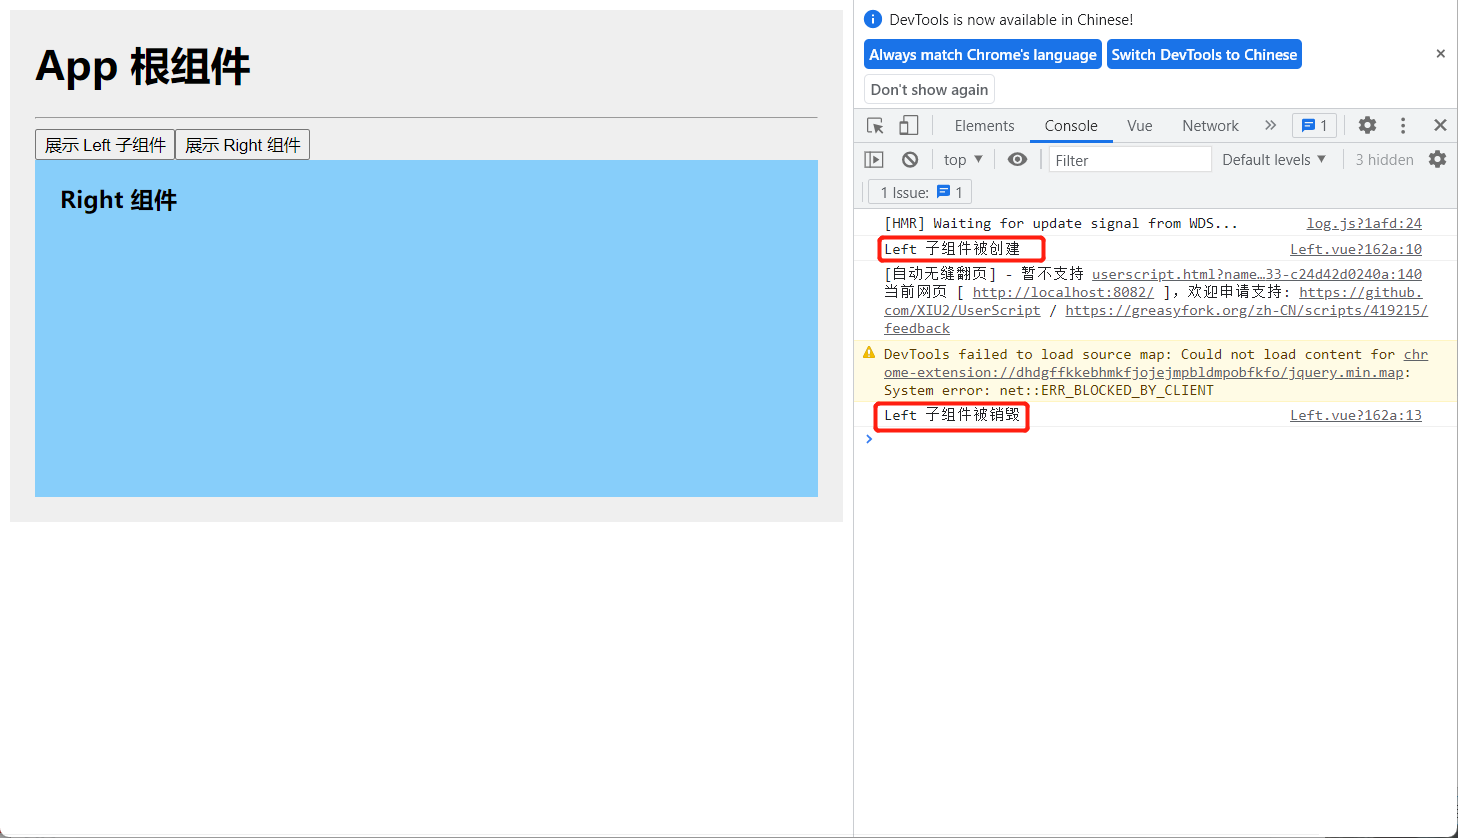 App 根组件
展示 Left 子组件 展示 Right 组件
Right 组件
DevTools is now available in Chinese!
Always match Chrome's language Switch DevTools to Chinese
Don't show again
Elements Console Vue Network 1
top Filter Default levels 3 hidden
1 Issue: 1
[HMR] Waiting for update signal from WDS... log.js?1afd:24
Left 子组件被创建 Left.vue?162a:10
[自动无缝翻页] - 暂不支持 userscript.html?name…33-c24d42d0240a:140
当前网页 [ http://localhost:8082/ ], 欢迎申请支持: https://github.
com/XIU2/UserScript / https://greasyfork.org/zh-CN/scripts/419215/
feedback
DevTools failed to load source map: Could not load content for chr
ome-extension://dhdgffkkebhmkfjojejmpbldmpobfkfo/jquery.min.map:
System error: net::ERR_BLOCKED_BY_CLIENT
Left 子组件被销毁 Left.vue?162a:13